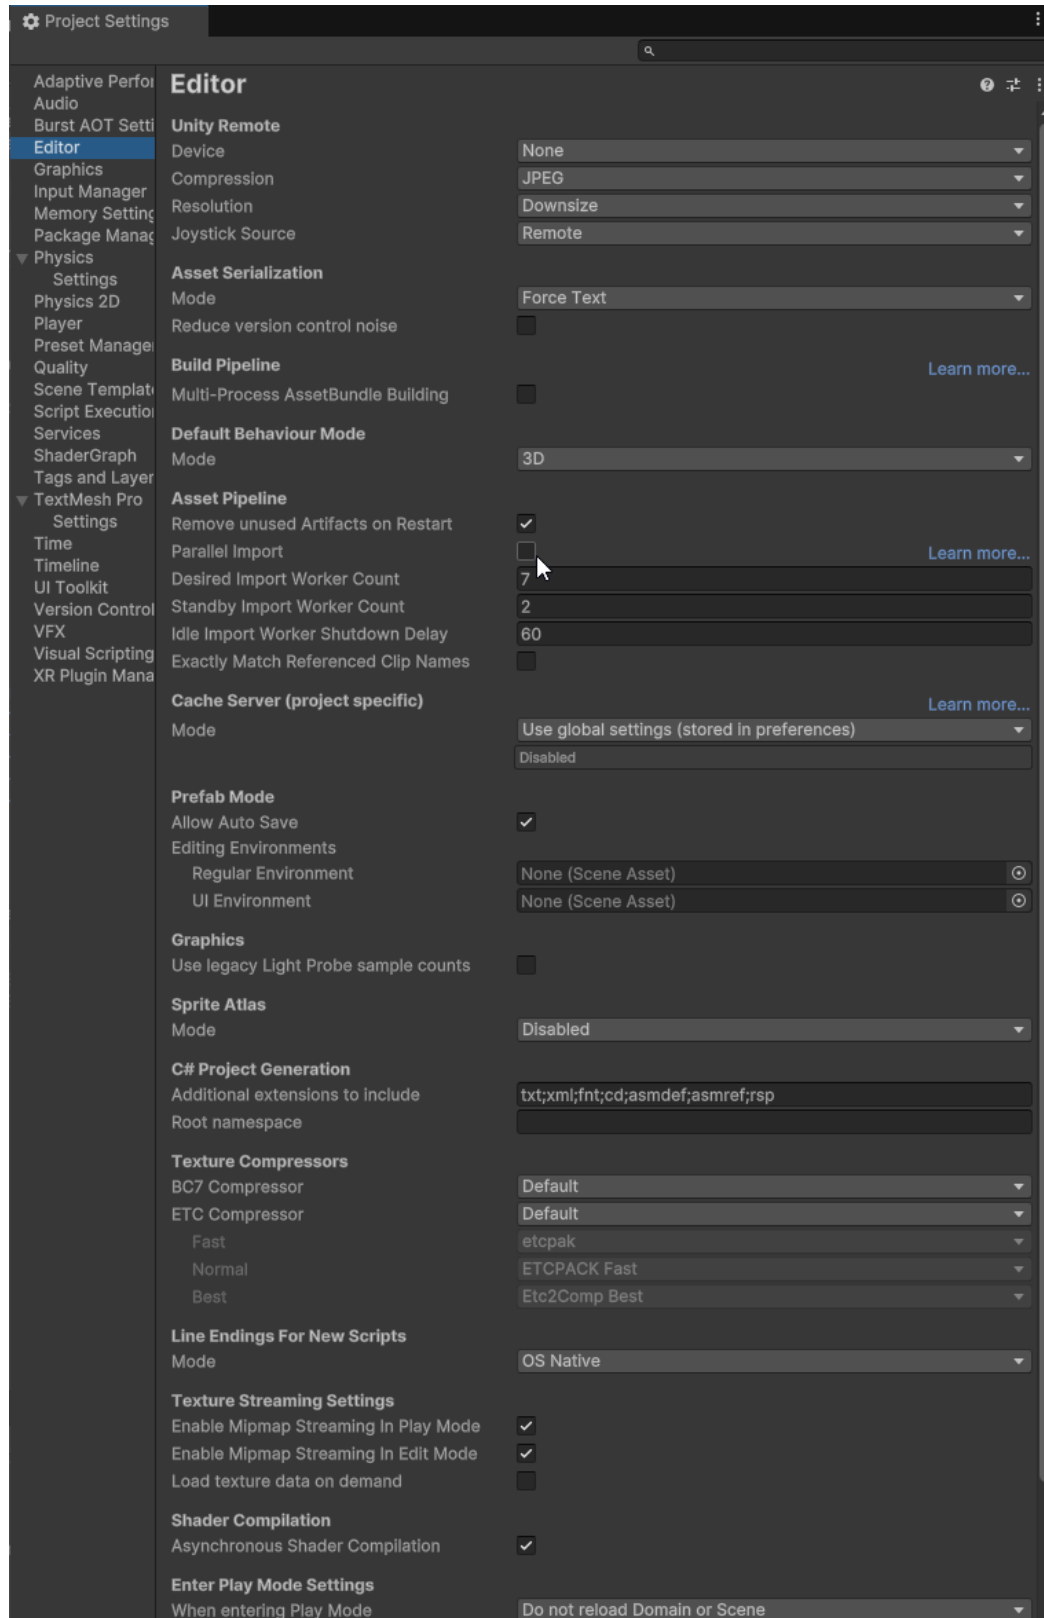 Project Settings
Adaptive Perfor
Audio
Burst AOT Setti
Editor
Graphics
Input Manager
Memory Setting
Package Manag
Physics
Settings
Physics 2D
Player
Preset Manage
Quality
Scene Templat
Script Executio
Services
ShaderGraph
Tags and Layer
TextMesh Pro
Settings
Time
Timeline
UI Toolkit
Version Control
VFX
Visual Scripting
XR Plugin Mana
Editor
Unity Remote
Device None
Compression JPEG
Resolution Downsize
Joystick Source Remote
Asset Serialization
Mode Force Text
Reduce version control noise
Build Pipeline
Learn more...
Multi-Process AssetBundle Building
Default Behaviour Mode
Mode 3D
Asset Pipeline
Remove unused Artifacts on Restart
Parallel Import Learn more...
Desired Import Worker Count 7
Standby Import Worker Count 2
Idle Import Worker Shutdown Delay 60
Exactly Match Referenced Clip Names
Cache Server (project specific)
Learn more...
Mode Use global settings (stored in preferences)
Disabled
Prefab Mode
Allow Auto Save
Editing Environments
Regular Environment None (Scene Asset)
UI Environment None (Scene Asset)
Graphics
Use legacy Light Probe sample counts
Sprite Atlas
Mode Disabled
C# Project Generation
Additional extensions to include txt;xml;fnt;cd;asmdef;asmref;rsp
Root namespace
Texture Compressors
BC7 Compressor Default
ETC Compressor Default
Fast etcpak
Normal ETCPACK Fast
Best Etc2Comp Best
Line Endings For New Scripts
Mode OS Native
Texture Streaming Settings
Enable Mipmap Streaming In Play Mode
Enable Mipmap Streaming In Edit Mode
Load texture data on demand
Shader Compilation
Asynchronous Shader Compilation
Enter Play Mode Settings
When entering Play Mode Do not reload Domain or Scene